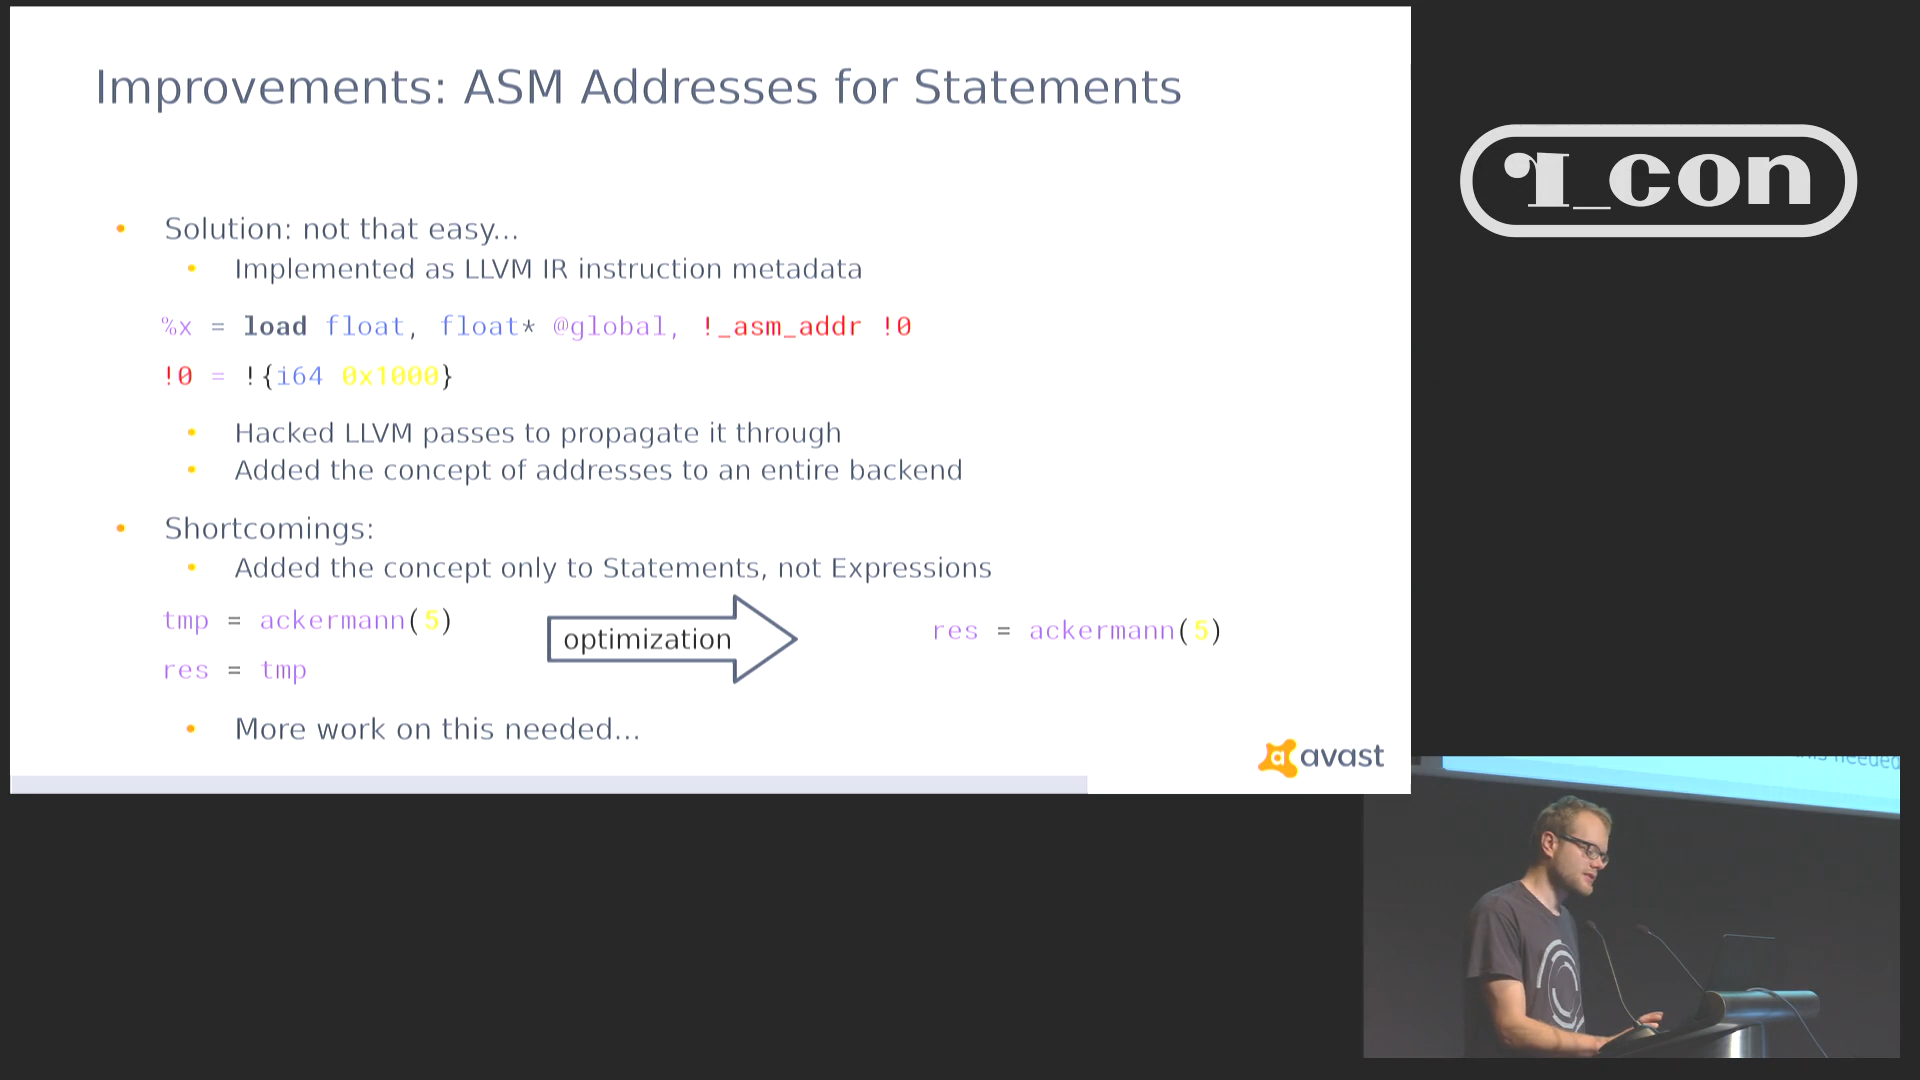 Improvements: ASM Addresses for Statements
• Solution: not that easy...
• Implemented as LLVM IR instruction metadata
%x = load float, float* @global, !_asm_addr !0
!0 = !{i64 0x1000}
• Hacked LLVM passes to propagate it through
• Added the concept of addresses to an entire backend
• Shortcomings:
• Added the concept only to Statements, not Expressions
tmp = ackermann(5)
res = tmp
optimization
res = ackermann(5)
• More work on this needed...
avast
r2_con
needed